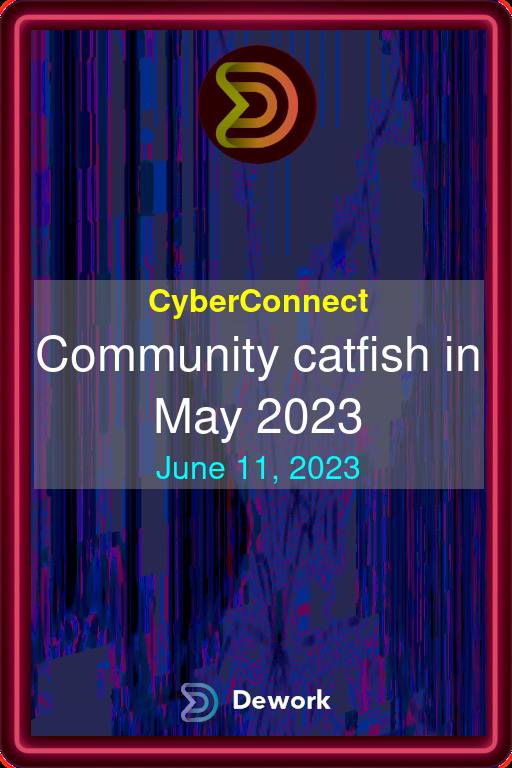 CyberConnect
Community catfish in
May 2023
June 11, 2023
Dework